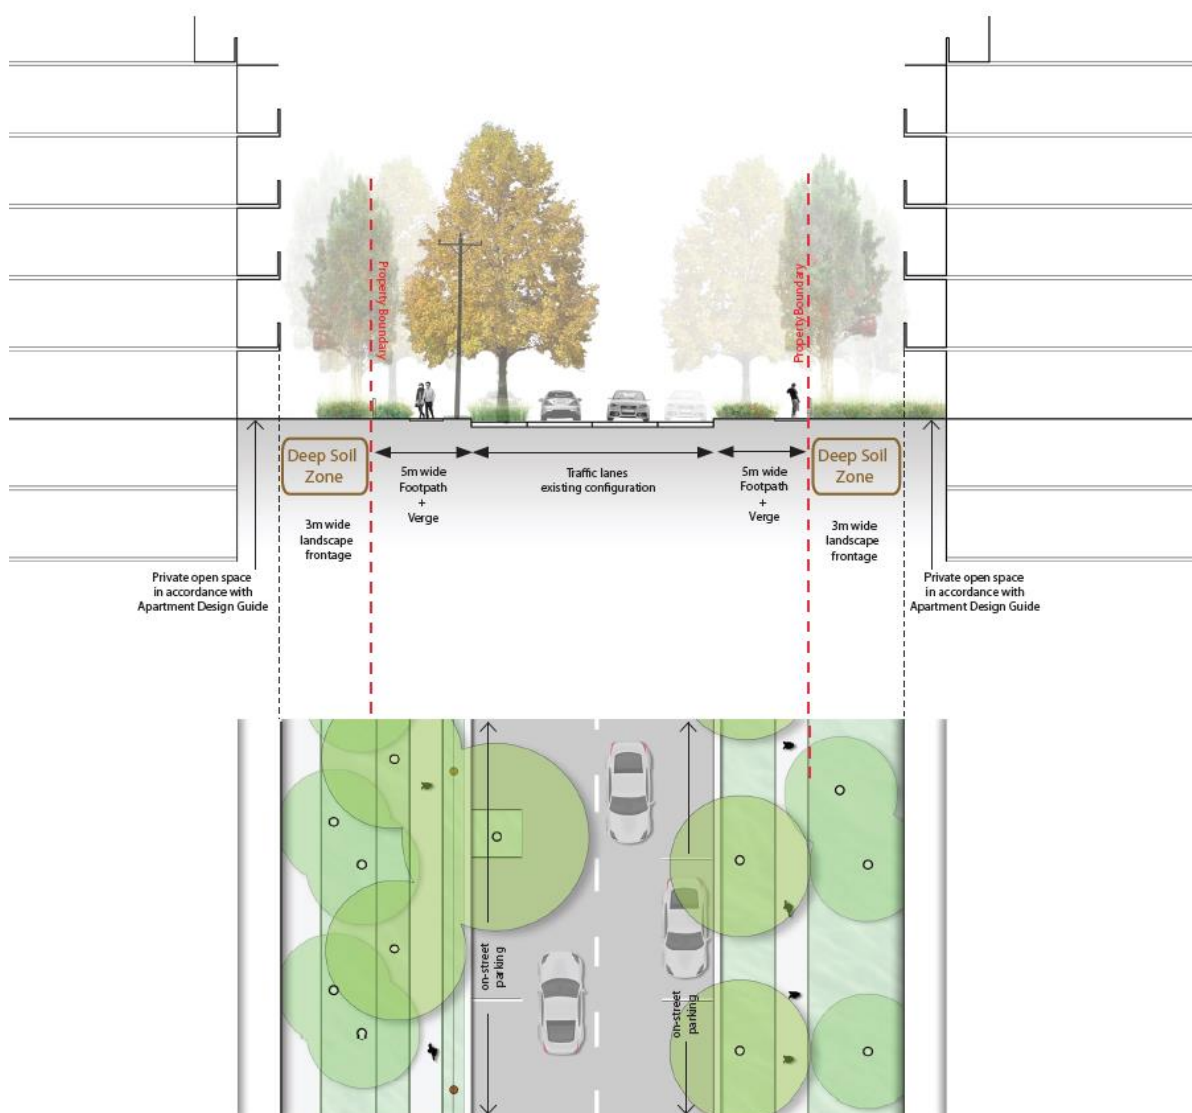 Property Boundary
Property Boundary
Deep Soil
Zone
5m wide
Footpath
+
Verge
Traffic lanes
existing configuration
5m wide
Footpath
+
Verge
Deep Soil
Zone
3m wide
landscape
frontage
3m wide
landscape
frontage
Private open space
in accordance with
Apartment Design Guide
Private open space
in accordance with
Apartment Design Guide
on-street
parking
on-street
parking